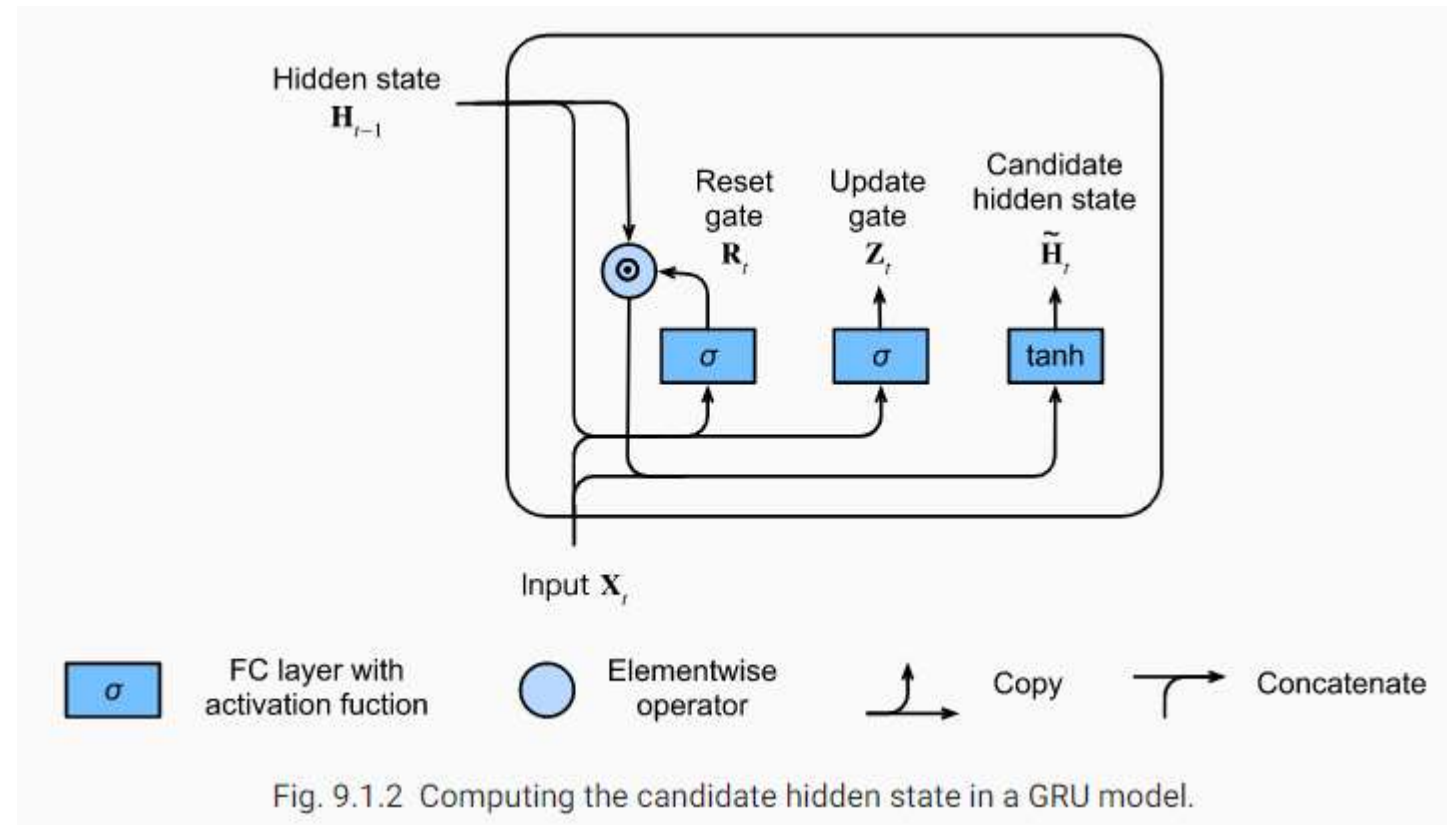 Hidden state
H_{t−1}
Reset
gate
R_t
Update
gate
Z_t
Candidate
hidden state
H̃_t
⊙
σ
σ
tanh
Input X_t
σ
FC layer with
activation fuction
Elementwise
operator
Copy
Concatenate
Fig. 9.1.2 Computing the candidate hidden state in a GRU model.